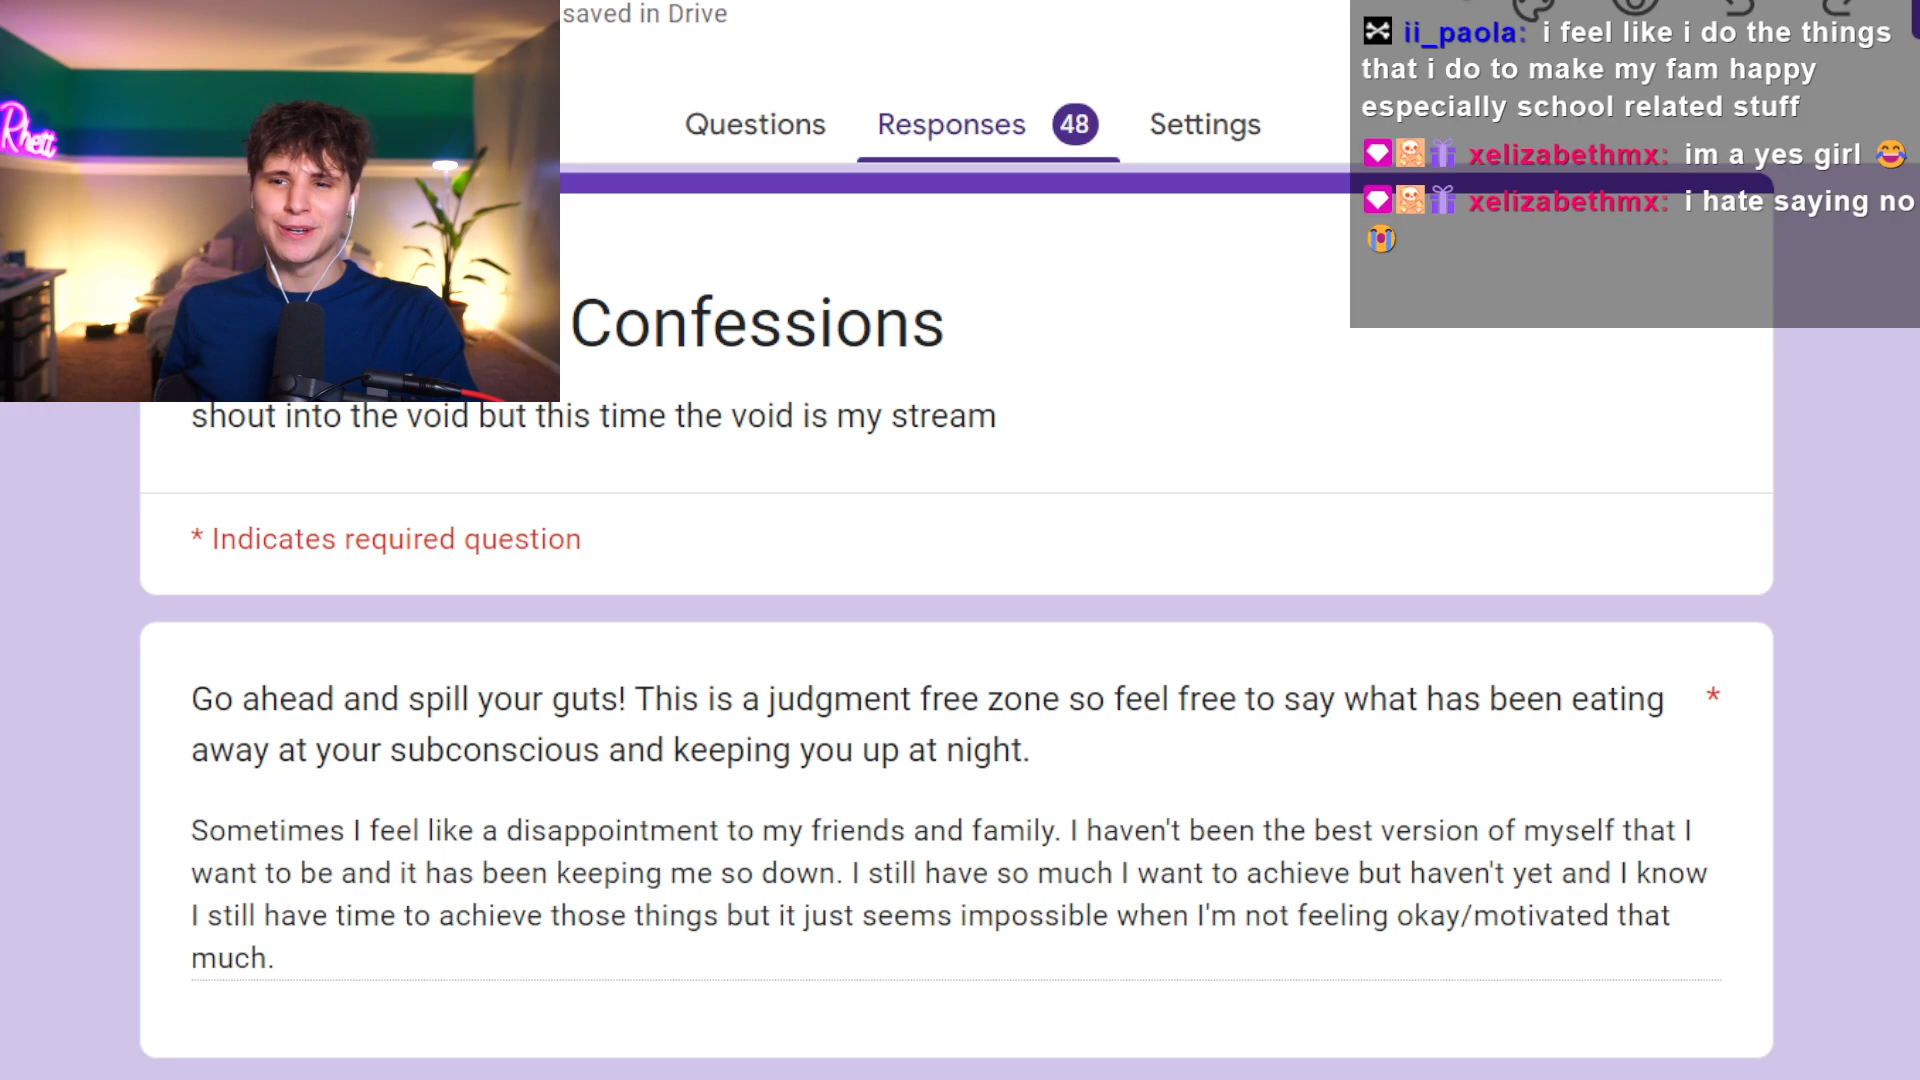 saved in Drive
Rhett
Questions
Responses
48
Settings
ii_paola: i feel like i do the things
that i do to make my fam happy
especially school related stuff
xelizabethmx: im a yes girl 😂
xelizabethmx: i hate saying no
😭
Confessions
shout into the void but this time the void is my stream
* Indicates required question
Go ahead and spill your guts! This is a judgment free zone so feel free to say what has been eating *
away at your subconscious and keeping you up at night.
Sometimes I feel like a disappointment to my friends and family. I haven't been the best version of myself that I
want to be and it has been keeping me so down. I still have so much I want to achieve but haven't yet and I know
I still have time to achieve those things but it just seems impossible when I'm not feeling okay/motivated that
much.